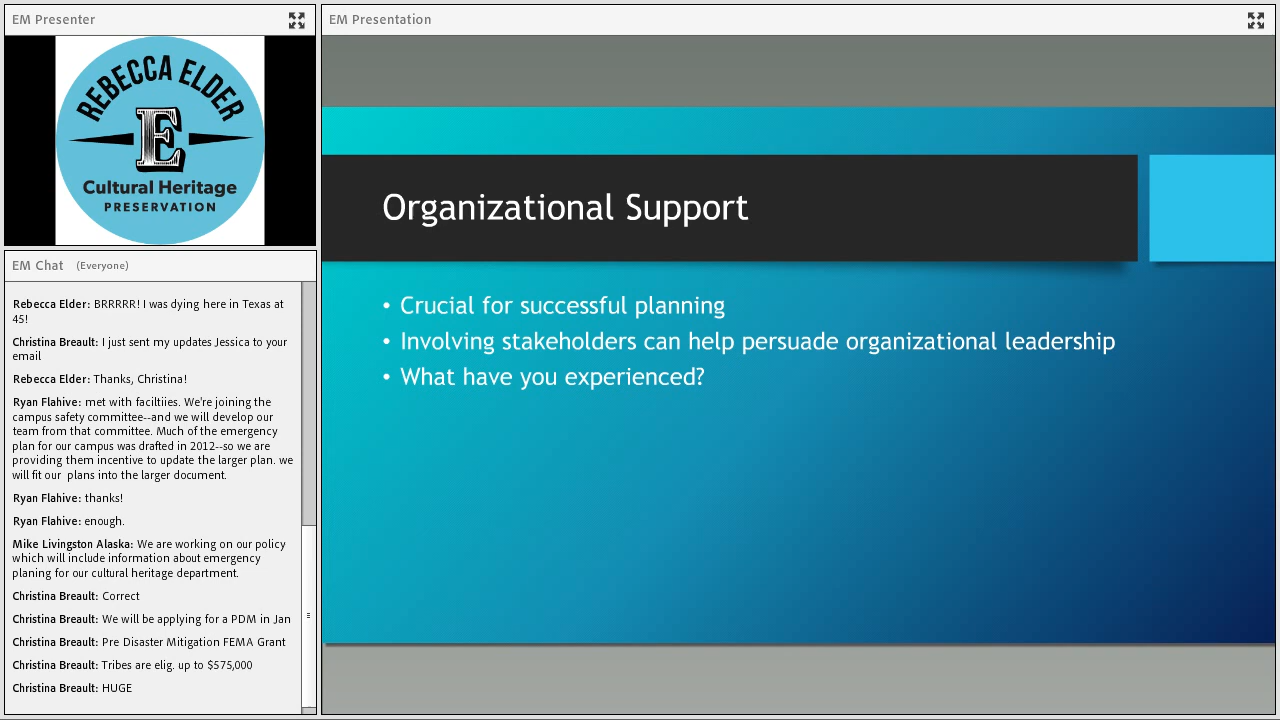 EM Presenter
REBECCA ELDER
E
Cultural Heritage
PRESERVATION
EM Chat (Everyone)
Rebecca Elder: BRRRRR! I was dying here in Texas at
45!
Christina Breault: I just sent my updates Jessica to your
email
Rebecca Elder: Thanks, Christina!
Ryan Flahive: met with faciltiies. We're joining the
campus safety committee--and we will develop our
team from that committee. Much of the emergency
plan for our campus was drafted in 2012--so we are
providing them incentive to update the larger plan. we
will fit our plans into the larger document.
Ryan Flahive: thanks!
Ryan Flahive: enough.
Mike Livingston Alaska: We are working on our policy
which will include information about emergency
planing for our cultural heritage department.
Christina Breault: Correct
Christina Breault: We will be applying for a PDM in Jan
Christina Breault: Pre Disaster Mitigation FEMA Grant
Christina Breault: Tribes are elig. up to $575,000
Christina Breault: HUGE
EM Presentation
Organizational Support
• Crucial for successful planning
• Involving stakeholders can help persuade organizational leadership
• What have you experienced?